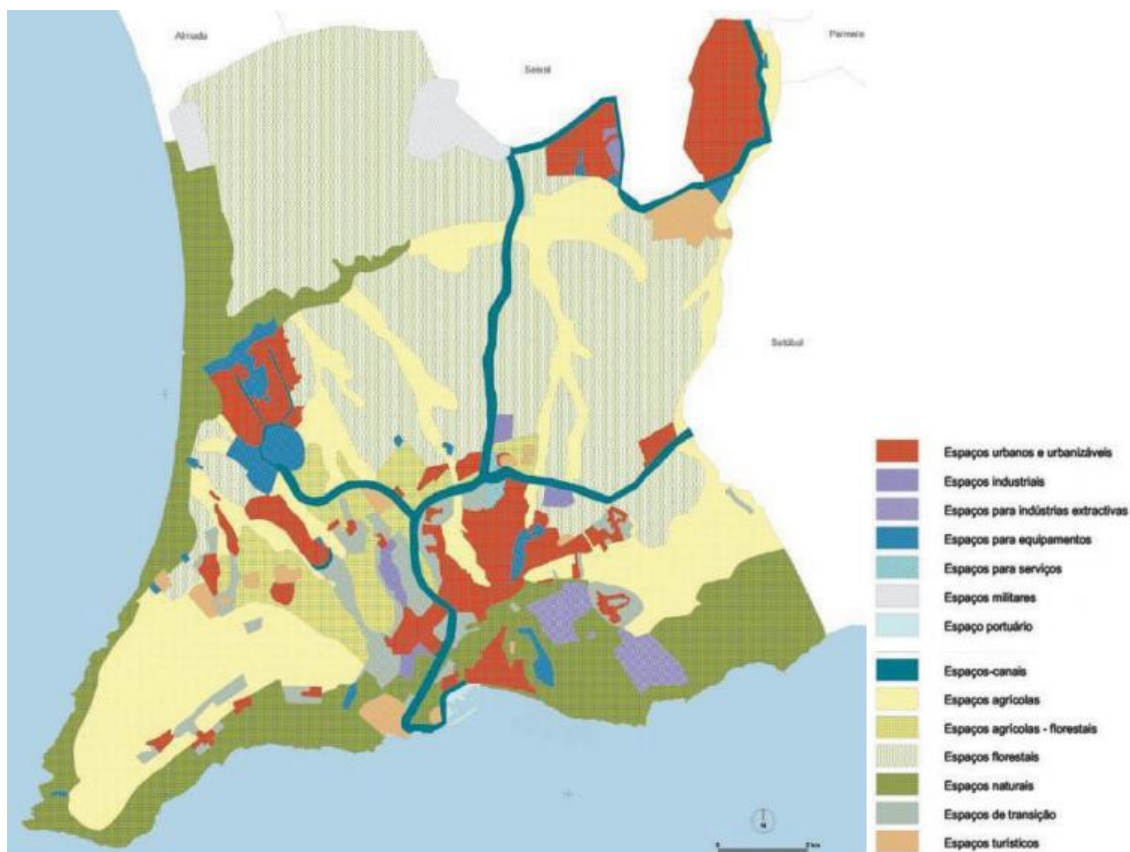 Almada
Seixal
Parmela
Setúbal
Espaços urbanos e urbanizáveis
Espaços industriais
Espaços para indústrias extractivas
Espaços para equipamentos
Espaços para serviços
Espaços militares
Espaço portuário
Espaços-canais
Espaços agrícolas
Espaços agrícolas - florestais
Espaços florestais
Espaços naturais
Espaços de transição
Espaços turísticos
N
0